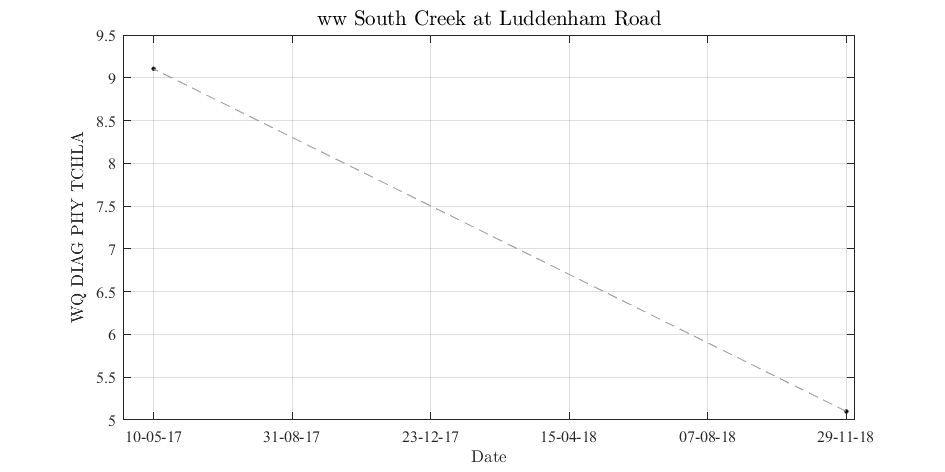 ww South Creek at Luddenham Road
WQ DIAG PHY TCHLA
9.5
9
8.5
8
7.5
7
6.5
6
5.5
5
10-05-17 31-08-17 23-12-17 15-04-18 07-08-18 29-11-18
Date